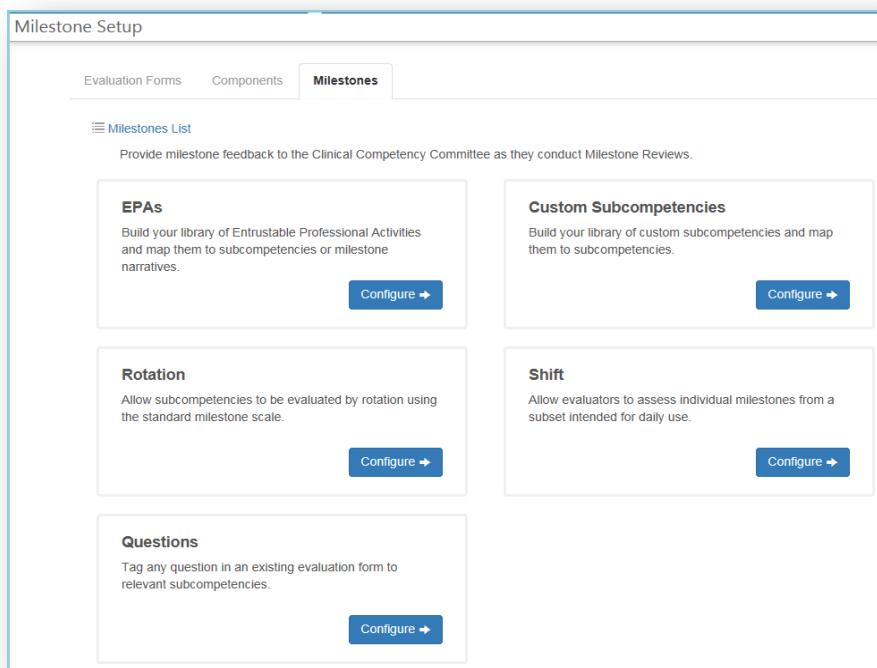 Milestone Setup
Evaluation Forms Components Milestones
Milestones List
Provide milestone feedback to the Clinical Competency Committee as they conduct Milestone Reviews.
EPAs
Build your library of Entrustable Professional Activities
and map them to subcompetencies or milestone
narratives.
Configure
Custom Subcompetencies
Build your library of custom subcompetencies and map
them to subcompetencies.
Configure
Rotation
Allow subcompetencies to be evaluated by rotation using
the standard milestone scale.
Configure
Shift
Allow evaluators to assess individual milestones from a
subset intended for daily use.
Configure
Questions
Tag any question in an existing evaluation form to
relevant subcompetencies.
Configure